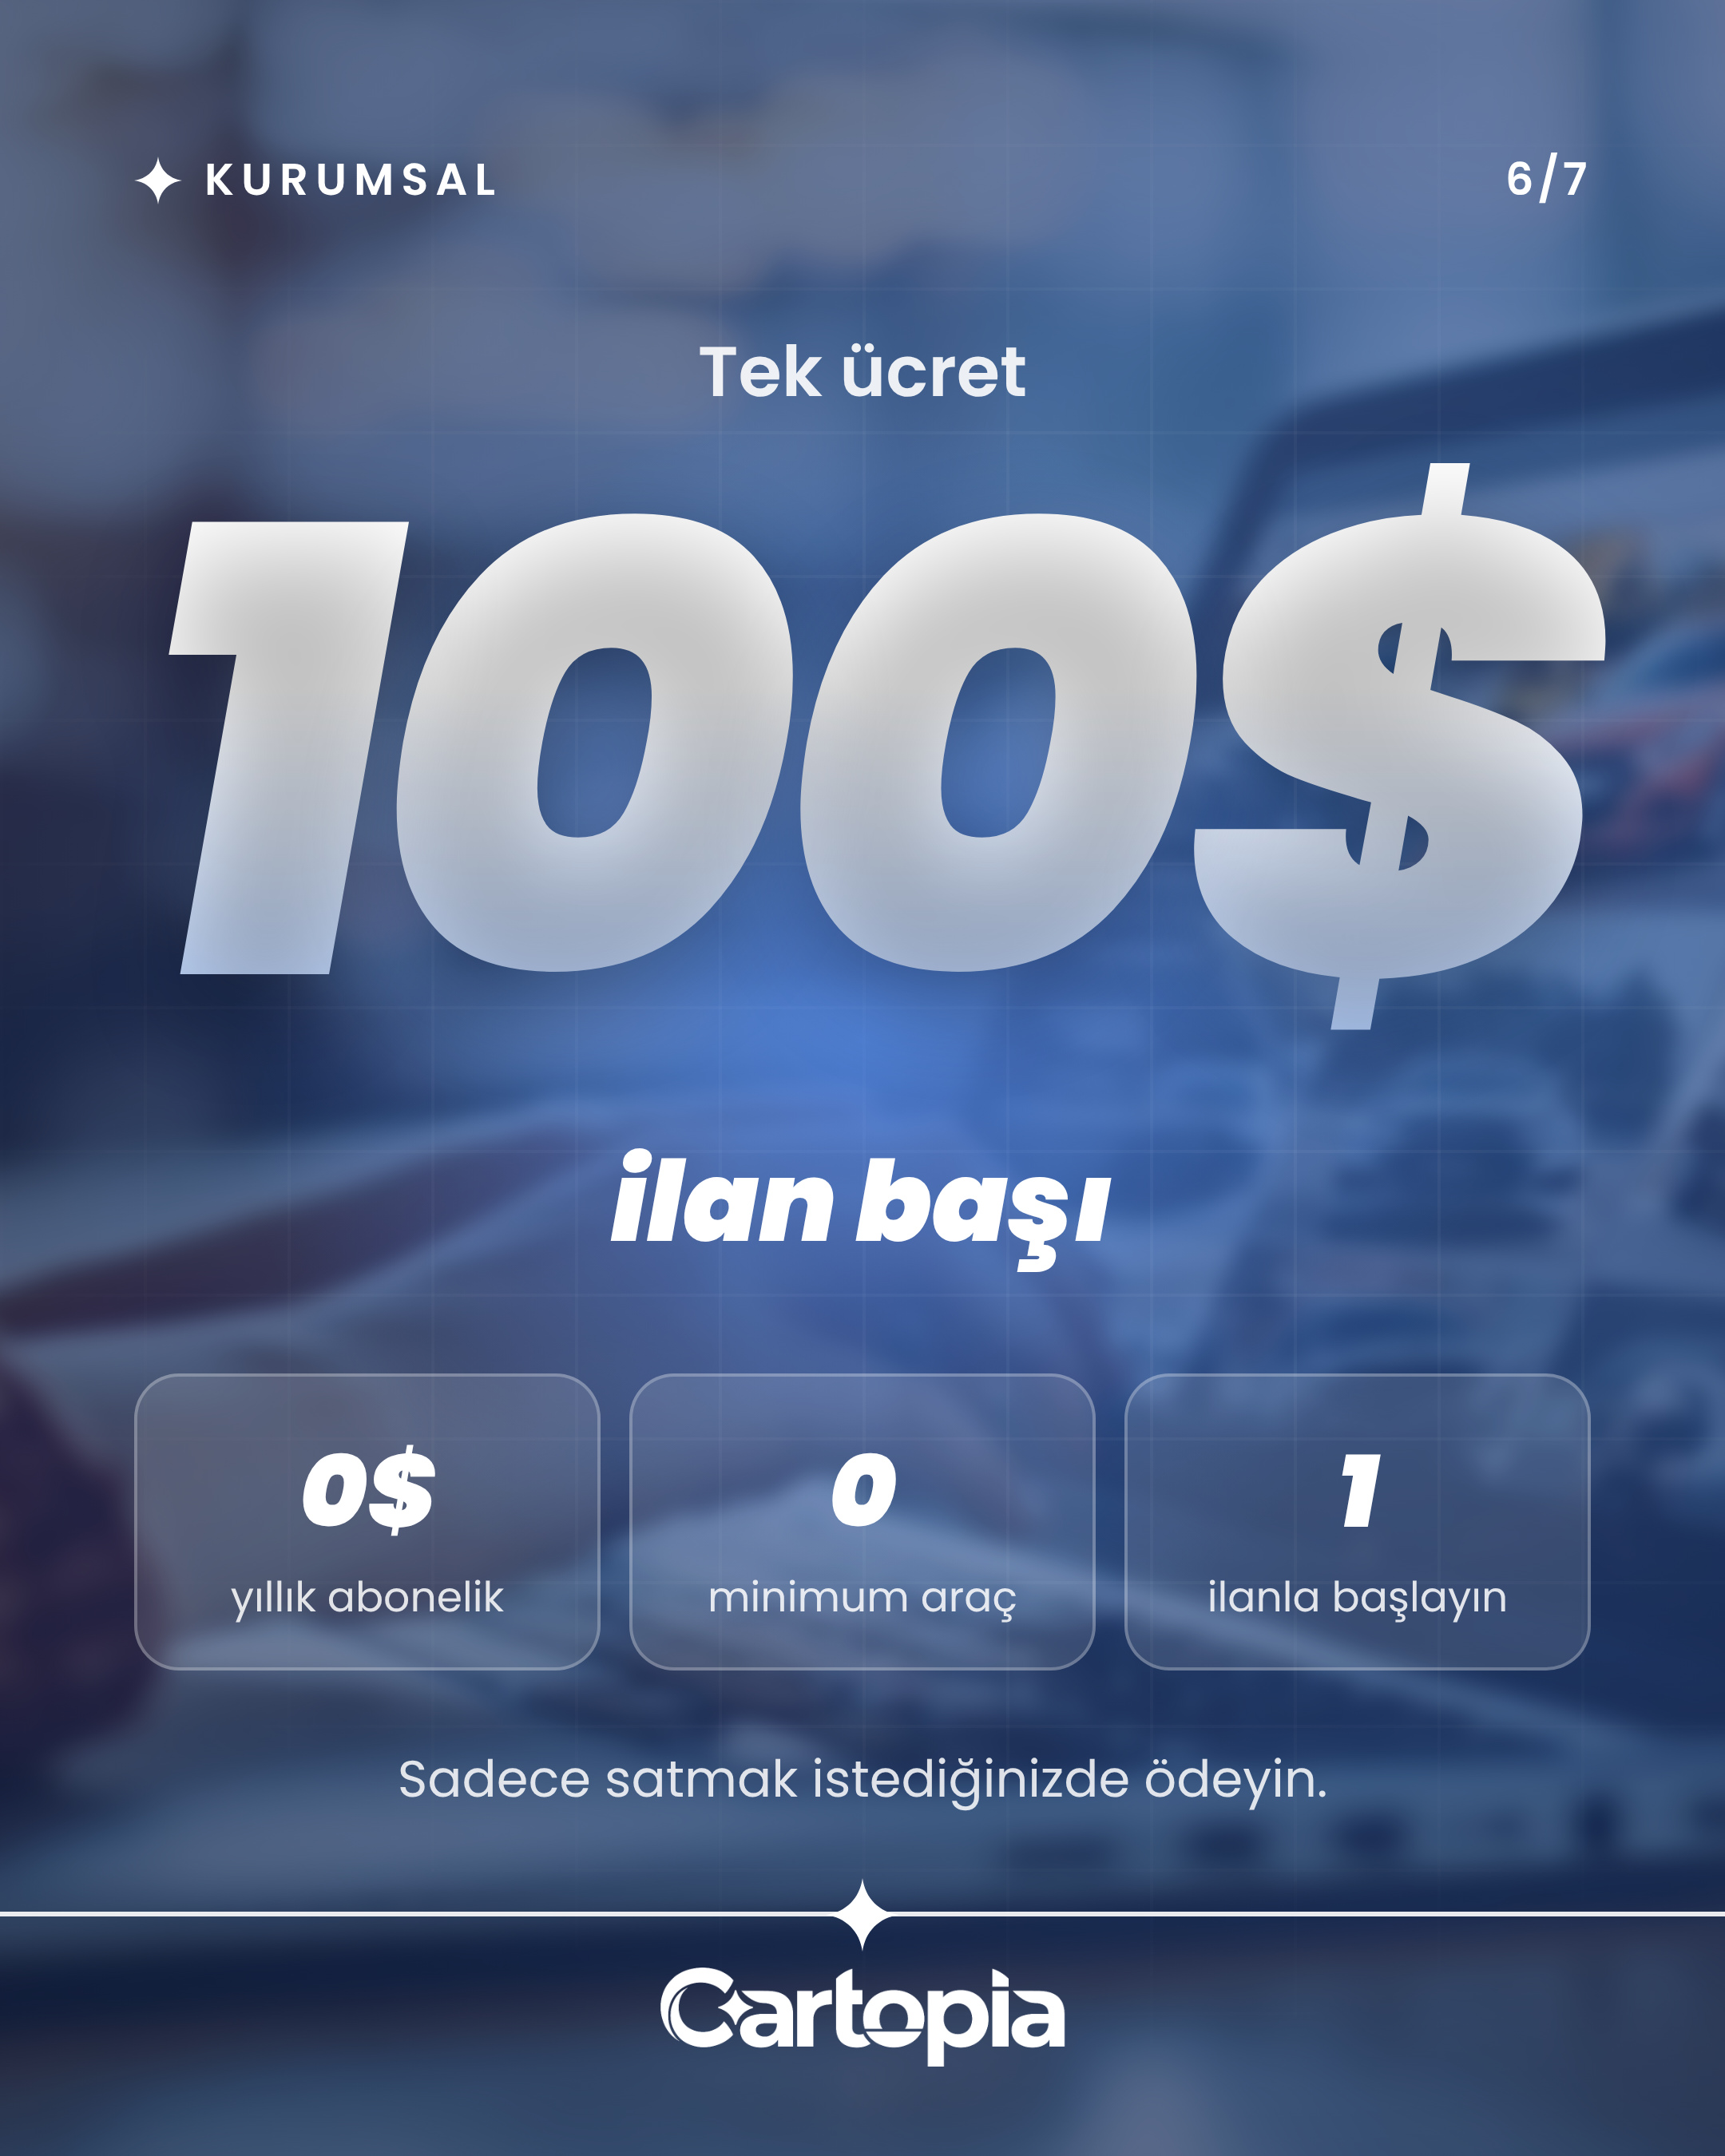 KURUMSAL
6/7
Tek ücret
100$
ilan başı
0$
yıllık abonelik
0
minimum araç
1
ilanla başlayın
Sadece satmak istediğinizde ödeyin.
Cartopia